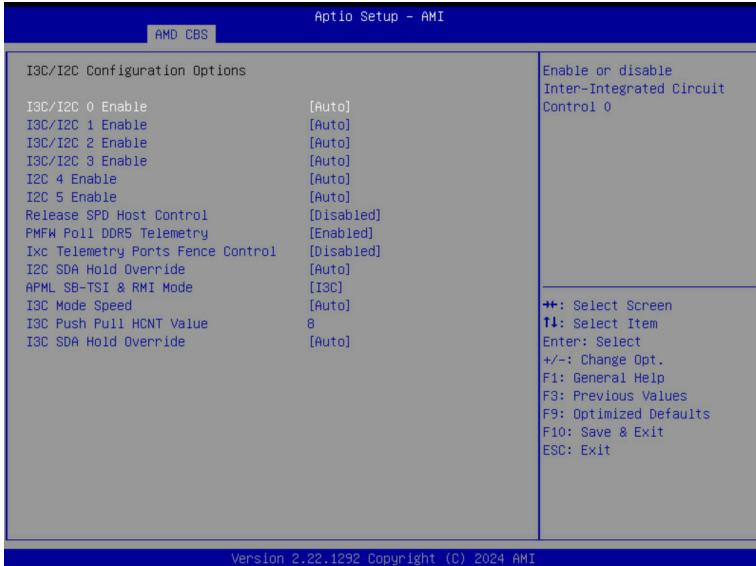 Aptio Setup – AMI
AMD CBS
I3C/I2C Configuration Options
I3C/I2C 0 Enable [Auto]
I3C/I2C 1 Enable [Auto]
I3C/I2C 2 Enable [Auto]
I3C/I2C 3 Enable [Auto]
I2C 4 Enable [Auto]
I2C 5 Enable [Auto]
Release SPD Host Control [Disabled]
PMFW Poll DDR5 Telemetry [Enabled]
Ixc Telemetry Ports Fence Control [Disabled]
I2C SDA Hold Override [Auto]
APML SB-TSI & RMI Mode [I3C]
I3C Mode Speed [Auto]
I3C Push Pull HCNT Value 8
I3C SDA Hold Override [Auto]
Enable or disable
Inter-Integrated Circuit
Control 0
→←: Select Screen
↑↓: Select Item
Enter: Select
+/-: Change Opt.
F1: General Help
F3: Previous Values
F9: Optimized Defaults
F10: Save & Exit
ESC: Exit
Version 2.22.1292 Copyright (C) 2024 AMI